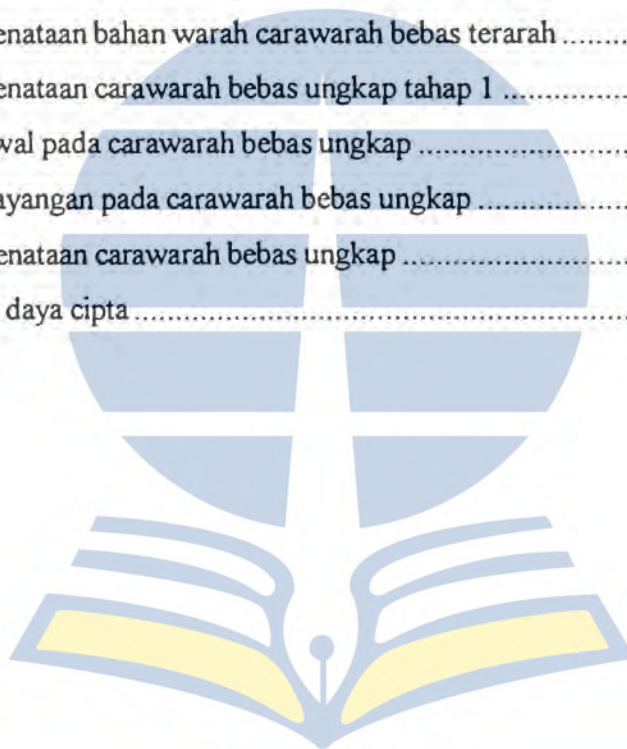 enataan bahan warah carawarah bebas terarah ........
enataan carawarah bebas ungkap tahap 1 ................
wal pada carawarah bebas ungkap ...........................
ayangan pada carawarah bebas ungkap ...................
enataan carawarah bebas ungkap .............................
daya cipta ................................................................